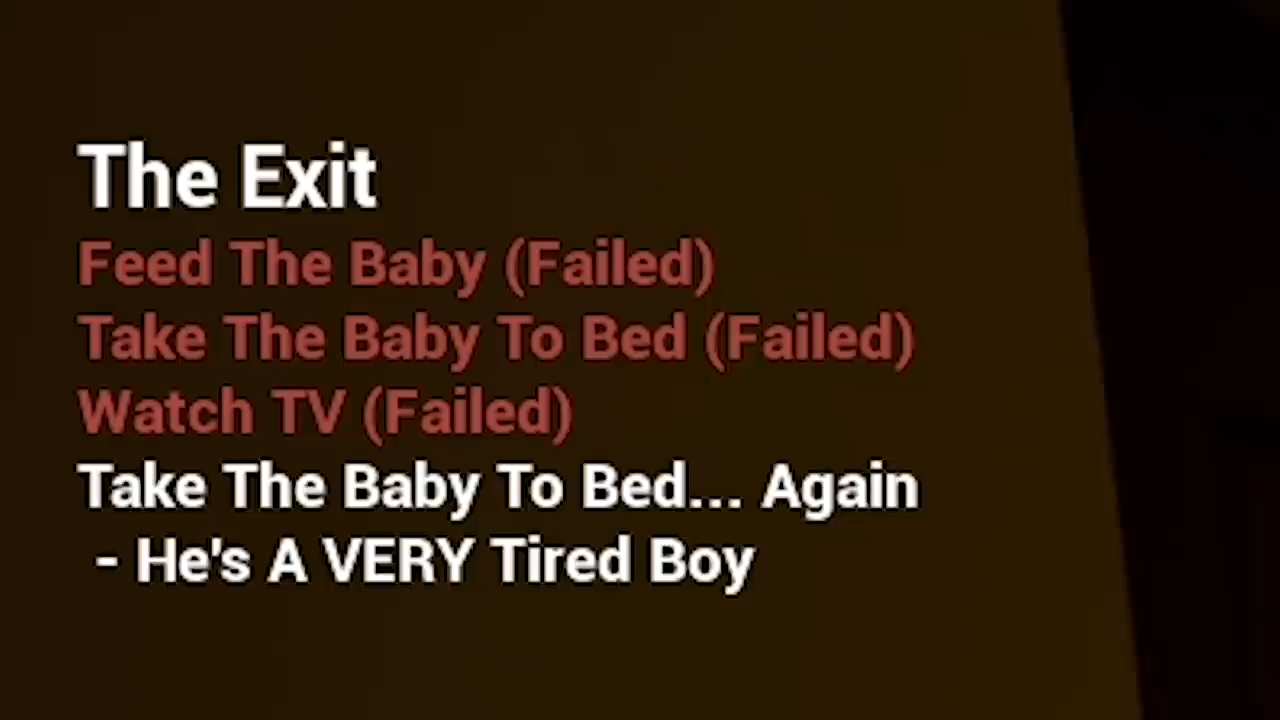 The Exit
Feed The Baby (Failed)
Take The Baby To Bed (Failed)
Watch TV (Failed)
Take The Baby To Bed... Again
- He's A VERY Tired Boy